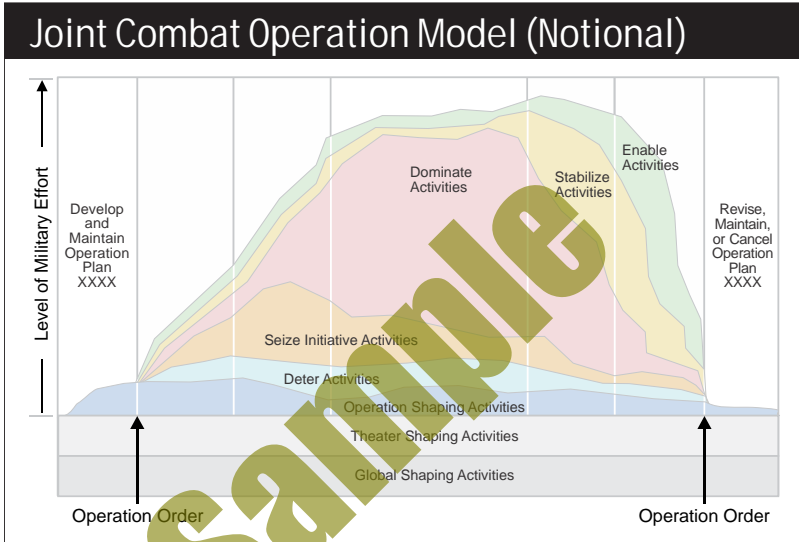 Joint Combat Operation Model (Notional)
Level of Military Effort
Develop
and
Maintain
Operation
Plan
XXXX
Dominate
Activities
Stabilize
Activities
Enable
Activities
Revise,
Maintain,
or Cancel
Operation
Plan
XXXX
Seize Initiative Activities
Deter Activities
Operation Shaping Activities
Theater Shaping Activities
Global Shaping Activities
Operation Order
Operation Order
Sample